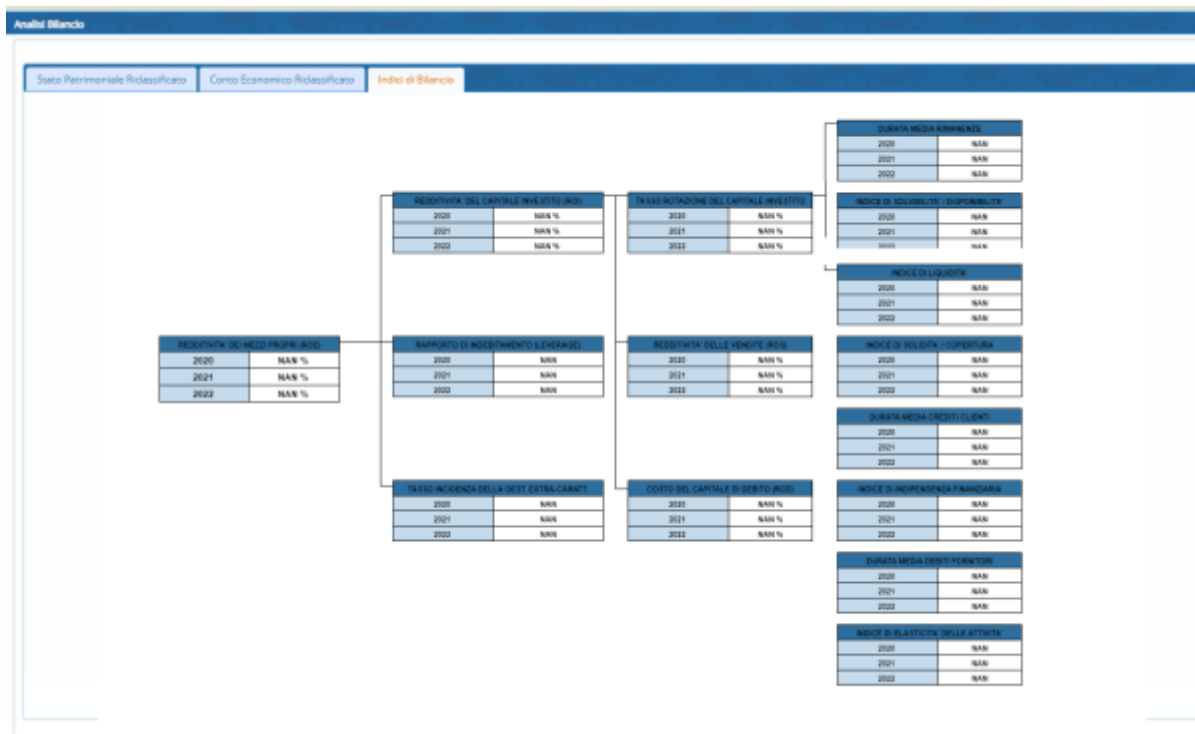 Analisi Bilancio
Stato Patrimoniale Riclassificato
Conto Economico Riclassificato
Indici di Bilancio
REDDITIVITA' DEI MEZZI PROPRI (ROE)
2020 NAN %
2021 NAN %
2022 NAN %
REDDITIVITA' DEL CAPITALE INVESTITO (ROI)
2020 NAN %
2021 NAN %
2022 NAN %
RAPPORTO DI INDEBITAMENTO (LEVERAGE)
2020 NAN
2021 NAN
2022 NAN
TASSO INCIDENZA DELLA GEST. EXTRA-CARATT.
2020 NAN
2021 NAN
2022 NAN
TASSO ROTAZIONE DEL CAPITALE INVESTITO
2020 NAN %
2021 NAN %
2022 NAN %
REDDITIVITA' DELLE VENDITE (ROS)
2020 NAN %
2021 NAN %
2022 NAN %
COSTO DEL CAPITALE DI DEBITO (ROD)
2020 NAN %
2021 NAN %
2022 NAN %
DURATA MEDIA RIMANENZE
2020 NAN
2021 NAN
2022 NAN
INDICE DI SOLVIBILITA' / DISPONIBILITA'
2020 NAN
2021 NAN
2022 NAN
INDICE DI LIQUIDITA'
2020 NAN
2021 NAN
2022 NAN
INDICE DI SOLIDITA' / COPERTURA
2020 NAN
2021 NAN
2022 NAN
DURATA MEDIA CREDITI CLIENTI
2020 NAN
2021 NAN
2022 NAN
INDICE DI INDIPENDENZA FINANZIARIA
2020 NAN
2021 NAN
2022 NAN
DURATA MEDIA DEBITI FORNITORI
2020 NAN
2021 NAN
2022 NAN
INDICE DI ELASTICITA' DELLE ATTIVITA'
2020 NAN
2021 NAN
2022 NAN